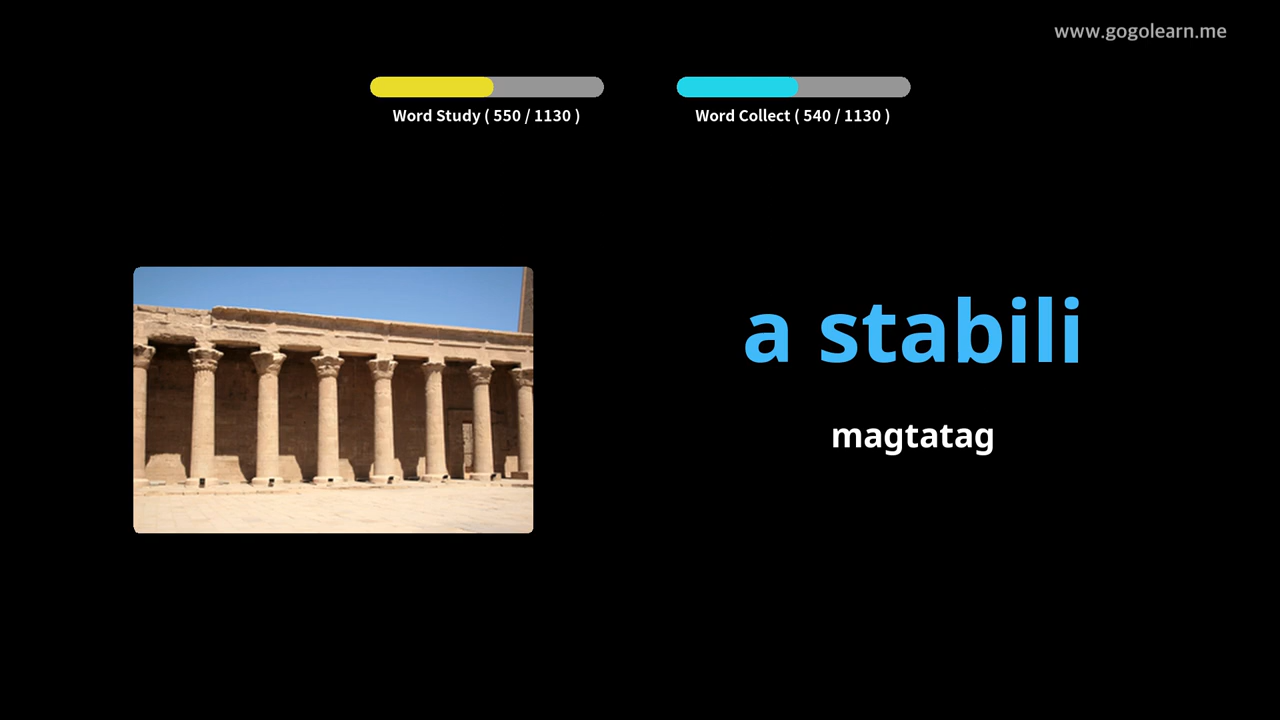 www.gogolearn.me
Word Study ( 550 / 1130 )
Word Collect ( 540 / 1130 )
a stabili
magtatag